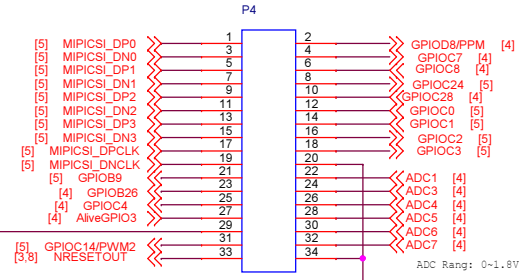 P4
[5] MIPICSI_DP0 1 2 GPIOD8/PPM [4]
[5] MIPICSI_DN0 3 4 GPIOC7 [4]
[5] MIPICSI_DP1 5 6 GPIOC8 [4]
[5] MIPICSI_DN1 7 8 GPIOC24 [5]
[5] MIPICSI_DP2 9 10 GPIOC28 [4]
[5] MIPICSI_DN2 11 12 GPIOC0 [5]
[5] MIPICSI_DP3 13 14 GPIOC1 [5]
[5] MIPICSI_DN3 15 16 GPIOC2 [5]
[5] MIPICSI_DPCLK 17 18 GPIOC3 [5]
[5] MIPICSI_DNCLK 19 20
[5] GPIOB9 21 22 ADC1 [4]
[4] GPIOB26 23 24 ADC3 [4]
[4] GPIOC4 25 26 ADC4 [4]
[4] AliveGPIO3 27 28 ADC5 [4]
29 30 ADC6 [4]
[5] GPIOC14/PWM2 31 32 ADC7 [4]
[3,8] NRESETOUT 33 34
ADC Rang: 0~1.8V